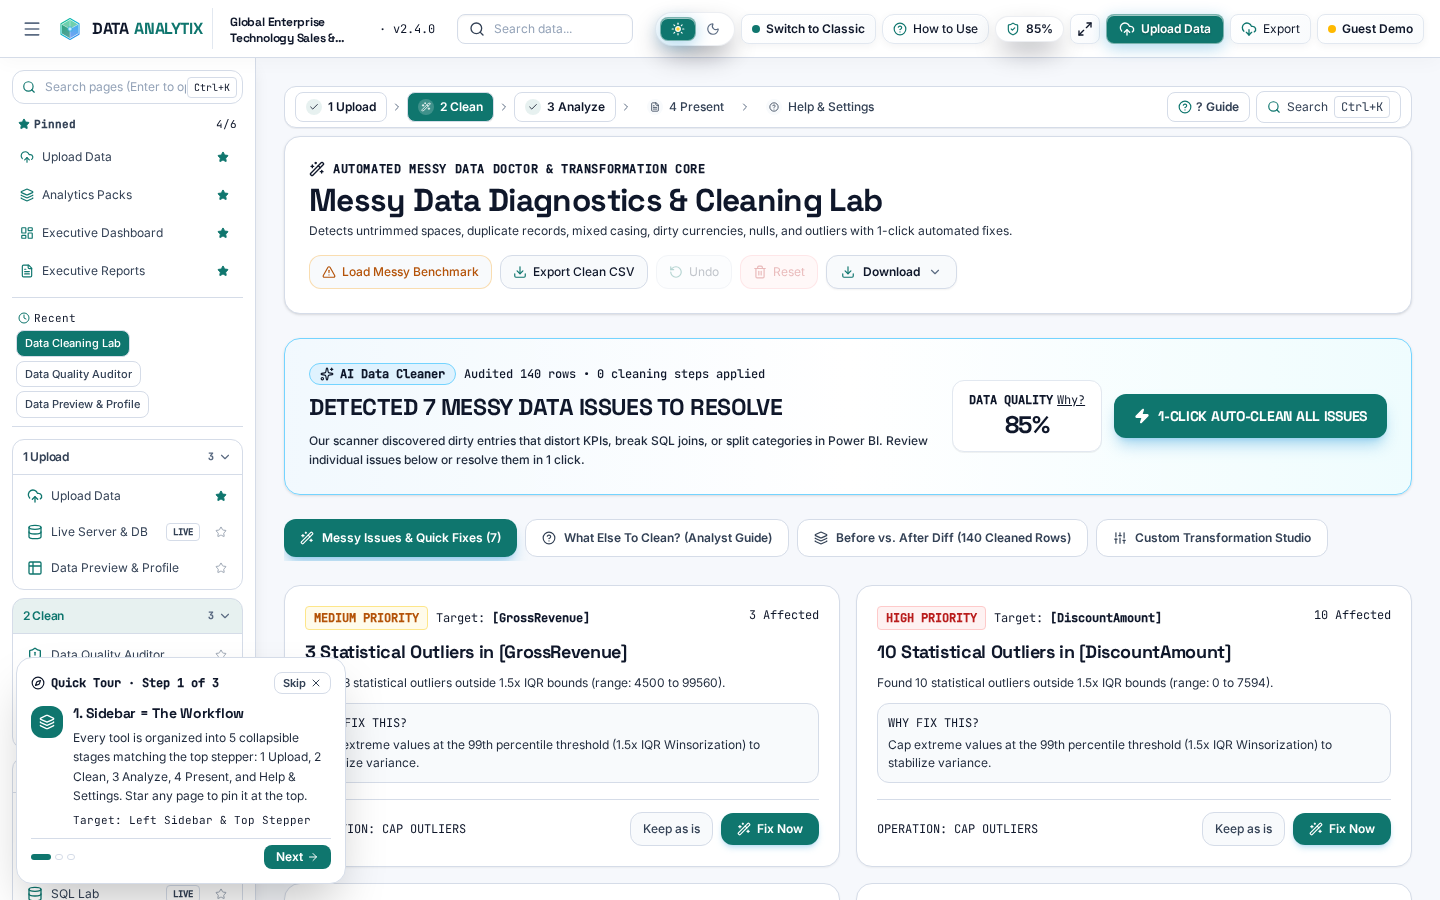 DATA ANALYTIX
Global Enterprise
Technology Sales &...
· v2.4.0
Search data...
Switch to Classic
How to Use
85%
Upload Data
Export
Guest Demo
Search pages (Enter to op
Ctrl+K
Pinned
4/6
Upload Data
Analytics Packs
Executive Dashboard
Executive Reports
Recent
Data Cleaning Lab
Data Quality Auditor
Data Preview & Profile
1 Upload
3
Upload Data
Live Server & DB
LIVE
Data Preview & Profile
2 Clean
3
Data Quality Auditor
SQL Lab
LIVE
Quick Tour · Step 1 of 3
Skip
1. Sidebar = The Workflow
Every tool is organized into 5 collapsible
stages matching the top stepper: 1 Upload, 2
Clean, 3 Analyze, 4 Present, and Help &
Settings. Star any page to pin it at the top.
Target: Left Sidebar & Top Stepper
Next
1 Upload
2 Clean
3 Analyze
4 Present
Help & Settings
? Guide
Search
Ctrl+K
AUTOMATED MESSY DATA DOCTOR & TRANSFORMATION CORE
Messy Data Diagnostics & Cleaning Lab
Detects untrimmed spaces, duplicate records, mixed casing, dirty currencies, nulls, and outliers with 1-click automated fixes.
Load Messy Benchmark
Export Clean CSV
Undo
Reset
Download
AI Data Cleaner
Audited 140 rows • 0 cleaning steps applied
DETECTED 7 MESSY DATA ISSUES TO RESOLVE
Our scanner discovered dirty entries that distort KPIs, break SQL joins, or split categories in Power BI. Review
individual issues below or resolve them in 1 click.
DATA QUALITY Why?
85%
1-CLICK AUTO-CLEAN ALL ISSUES
Messy Issues & Quick Fixes (7)
What Else To Clean? (Analyst Guide)
Before vs. After Diff (140 Cleaned Rows)
Custom Transformation Studio
MEDIUM PRIORITY
Target: [GrossRevenue]
3 Affected
3 Statistical Outliers in [GrossRevenue]
3 statistical outliers outside 1.5x IQR bounds (range: 4500 to 99560).
FIX THIS?
extreme values at the 99th percentile threshold (1.5x IQR Winsorization) to
ize variance.
ION: CAP OUTLIERS
Keep as is
Fix Now
HIGH PRIORITY
Target: [DiscountAmount]
10 Affected
10 Statistical Outliers in [DiscountAmount]
Found 10 statistical outliers outside 1.5x IQR bounds (range: 0 to 7594).
WHY FIX THIS?
Cap extreme values at the 99th percentile threshold (1.5x IQR Winsorization) to
stabilize variance.
OPERATION: CAP OUTLIERS
Keep as is
Fix Now